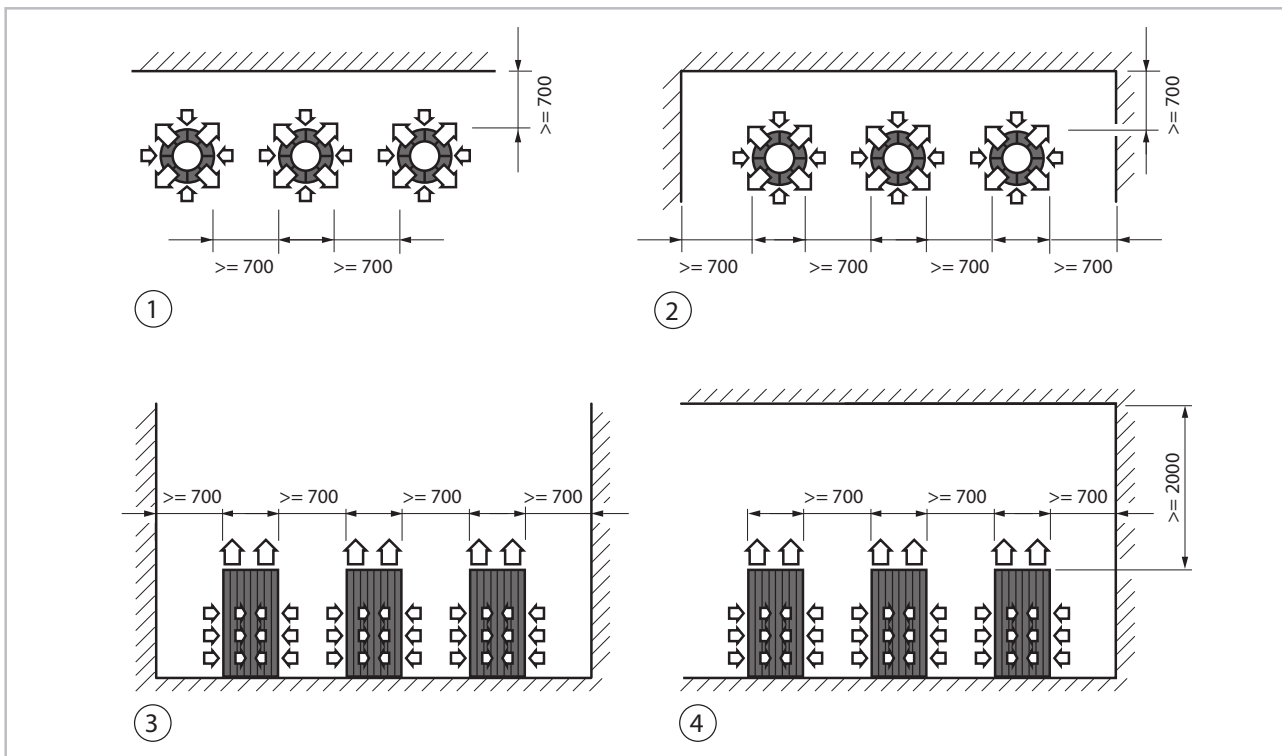 >= 700
>= 700 >= 700
1
>= 700
>= 700 >= 700 >= 700 >= 700
2
>= 700 >= 700 >= 700 >= 700
3
>= 700 >= 700 >= 700
>= 2000
4